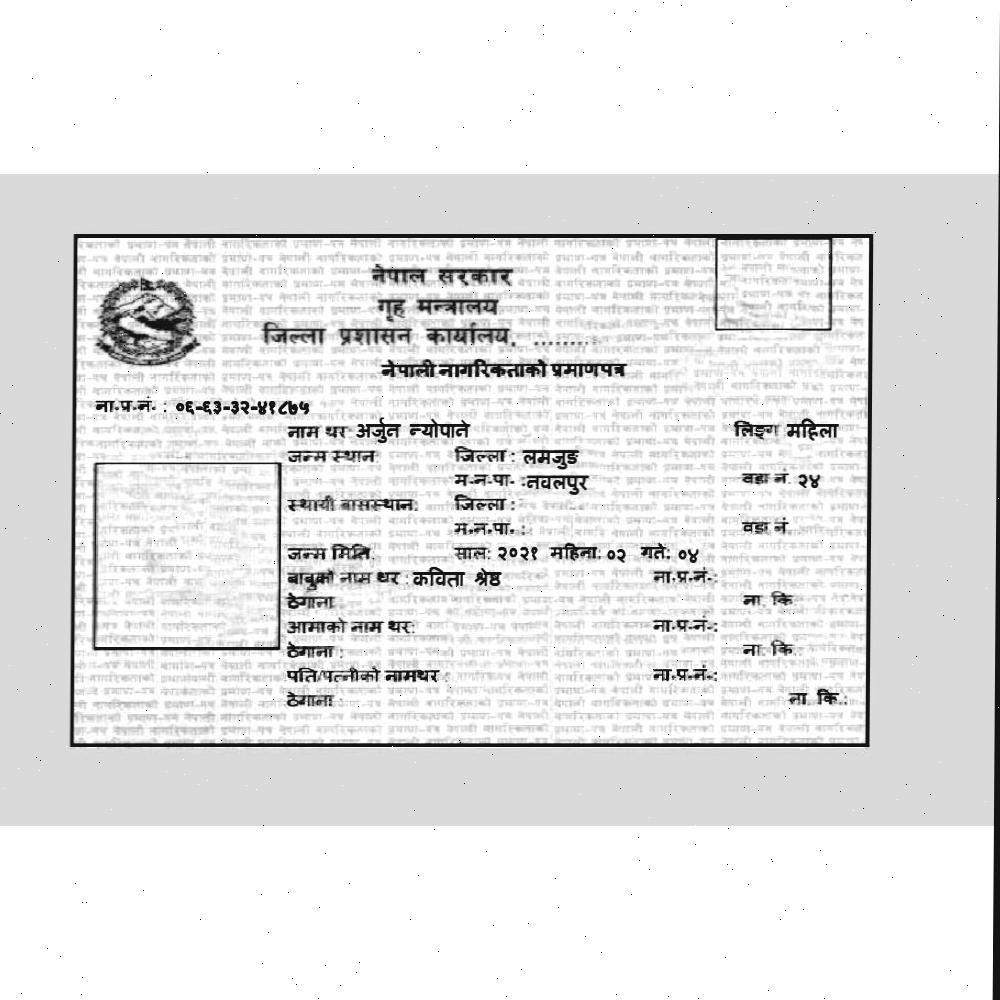 नेपाल सरकार
गृह मन्त्रालय
जिल्ला प्रशासन कार्यालय, ........
नेपाली नागरिकताको प्रमाणपत्र
ना.प्र.नं. : ०६-६३-३२-४१८७५
नाम थर: अर्जुन न्योपाने लिङ्ग महिला
जन्म स्थान: जिल्ला : लमजुङ
म.न.पा. :नवलपुर वडा नं. २४
स्थायी बासस्थान: जिल्ला :
म.न.पा. : वडा नं.
जन्म मिति: साल: २०२१ महिना: ०२ गते: ०४
बाबुको नाम थर : कविता श्रेष्ठ ना.प्र.नं.:
ठेगाना : ना. कि.:
आमाको नाम थर: ना.प्र.नं.:
ठेगाना : ना. कि.:
पति/पत्नीको नामथर : ना.प्र.नं.:
ठेगाना : ना. कि.: